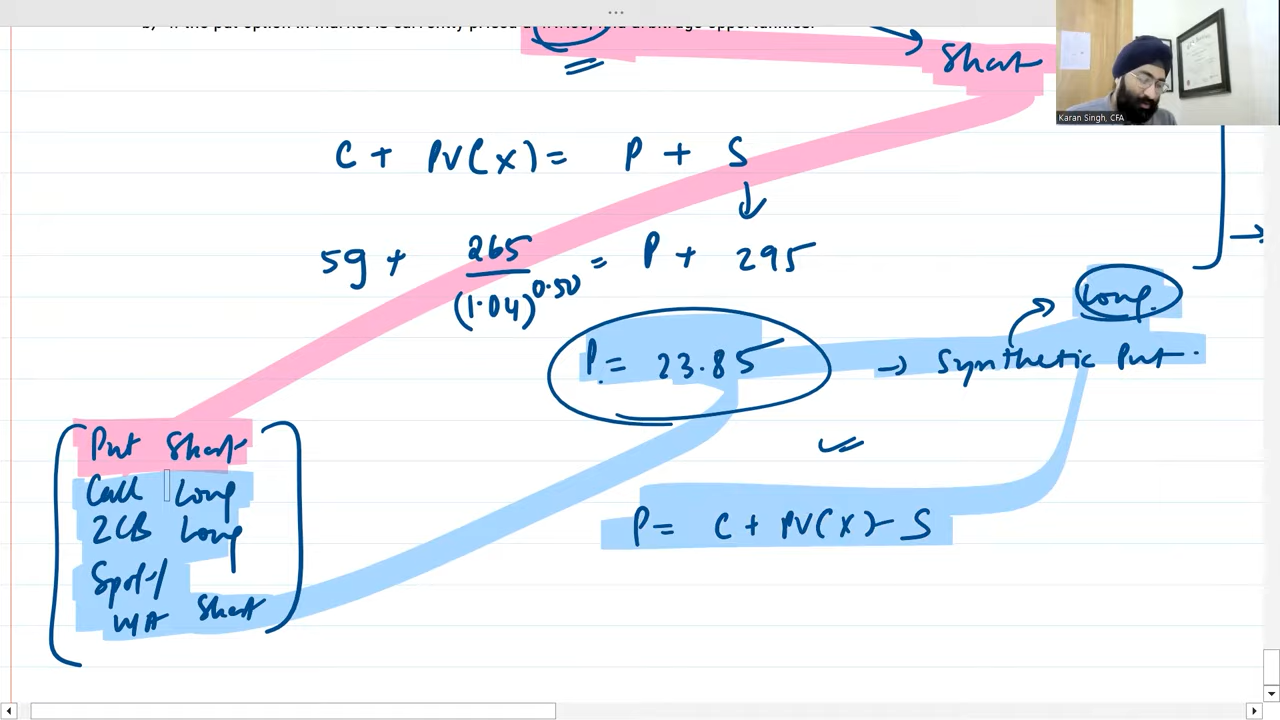 Short
Karan Singh, CFA
C + PV(X) = P + S
59 + 265 / (1.04)^0.50 = P + 295
Long.
P = 23.85 → Synthetic Put.
Put Short
Call Long
ZCB Long
Spot/ U/A Short
P = C + PV(X) - S